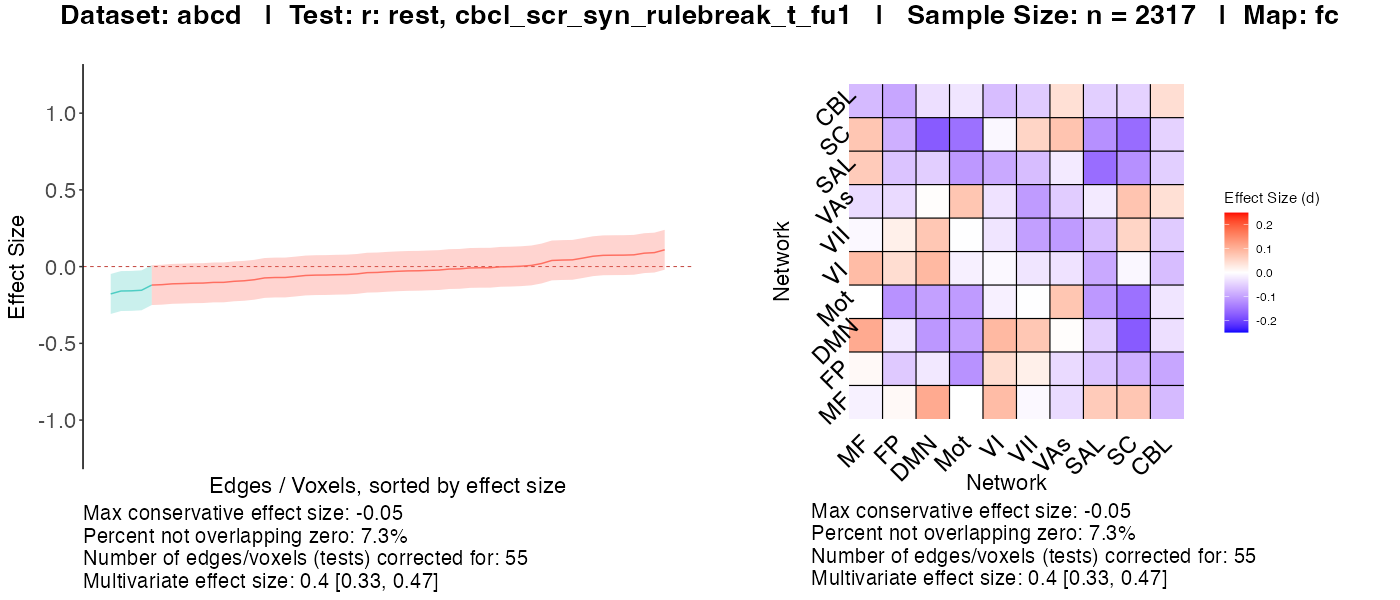 Dataset: abcd | Test: r: rest, cbcl_scr_syn_rulebreak_t_fu1 | Sample Size: n = 2317 | Map: fc
Effect Size
1.0
0.5
0.0
-0.5
-1.0
Edges / Voxels, sorted by effect size
Max conservative effect size: -0.05
Percent not overlapping zero: 7.3%
Number of edges/voxels (tests) corrected for: 55
Multivariate effect size: 0.4 [0.33, 0.47]
Network
CBL
SC
SAL
VAs
VII
VI
Mot
DMN
FP
MF
MF FP DMN Mot VI VII VAs SAL SC CBL
Network
Max conservative effect size: -0.05
Percent not overlapping zero: 7.3%
Number of edges/voxels (tests) corrected for: 55
Multivariate effect size: 0.4 [0.33, 0.47]
Effect Size (d)
0.2
0.1
0.0
-0.1
-0.2